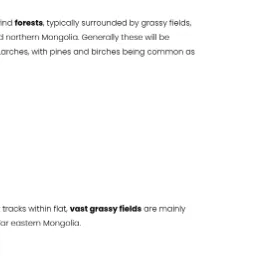 ind forests, typically surrounded by grassy fields,
d northern Mongolia. Generally these will be
arches, with pines and birches being common as
tracks within flat, vast grassy fields are mainly
ar eastern Mongolia.